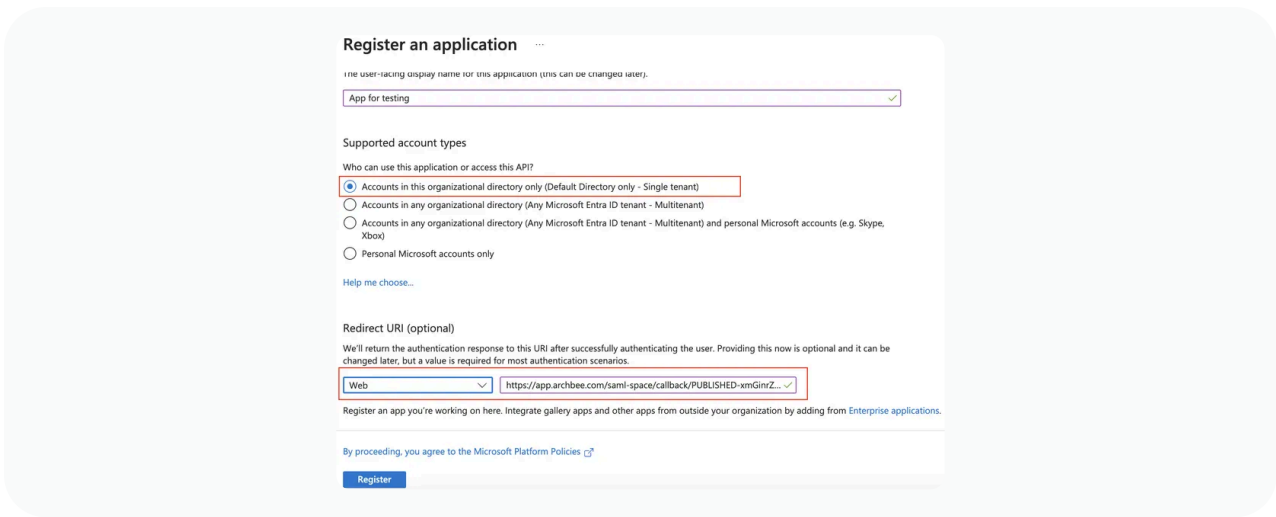 Register an application ...
The user-facing display name for this application (this can be changed later).
App for testing
Supported account types
Who can use this application or access this API?
Accounts in this organizational directory only (Default Directory only - Single tenant)
Accounts in any organizational directory (Any Microsoft Entra ID tenant - Multitenant)
Accounts in any organizational directory (Any Microsoft Entra ID tenant - Multitenant) and personal Microsoft accounts (e.g. Skype,
Xbox)
Personal Microsoft accounts only
Help me choose...
Redirect URI (optional)
We'll return the authentication response to this URI after successfully authenticating the user. Providing this now is optional and it can be
changed later, but a value is required for most authentication scenarios.
Web https://app.archbee.com/saml-space/callback/PUBLISHED-xmGinrZ...
Register an app you're working on here. Integrate gallery apps and other apps from outside your organization by adding from Enterprise applications.
By proceeding, you agree to the Microsoft Platform Policies
Register